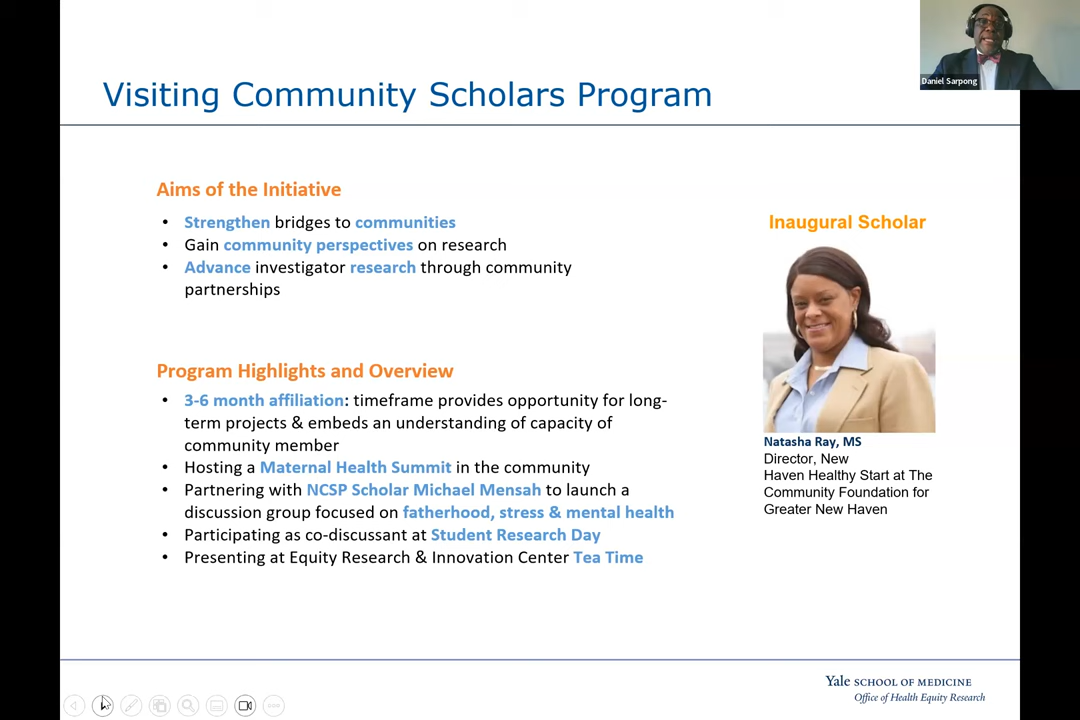 Daniel Sarpong
Visiting Community Scholars Program
Aims of the Initiative
• Strengthen bridges to communities
• Gain community perspectives on research
• Advance investigator research through community
partnerships
Program Highlights and Overview
• 3-6 month affiliation: timeframe provides opportunity for long-
term projects & embeds an understanding of capacity of
community member
• Hosting a Maternal Health Summit in the community
• Partnering with NCSP Scholar Michael Mensah to launch a
discussion group focused on fatherhood, stress & mental health
• Participating as co-discussant at Student Research Day
• Presenting at Equity Research & Innovation Center Tea Time
Inaugural Scholar
Natasha Ray, MS
Director, New
Haven Healthy Start at The
Community Foundation for
Greater New Haven
Yale SCHOOL OF MEDICINE
Office of Health Equity Research